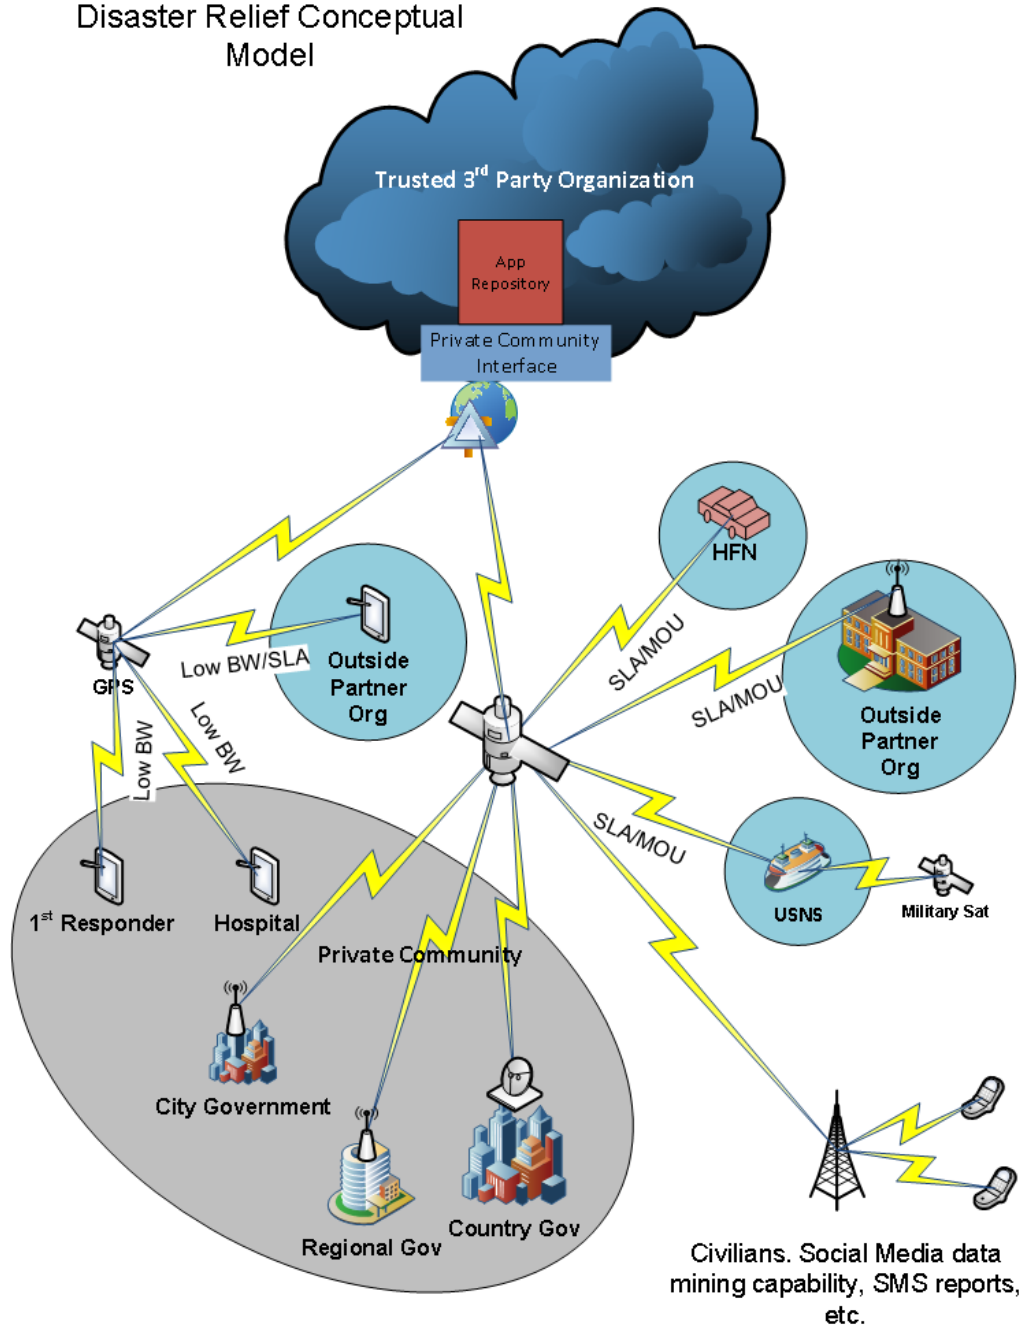 Disaster Relief Conceptual
Model
Trusted 3rd Party Organization
App
Repository
Private Community
Interface
HFN
SLA/MOU
Low BW/SLA
Outside
Partner
Org
GPS
SLA/MOU
Outside
Partner
Org
Low BW
Low BW
SLA/MOU
USNS
Military Sat
1st Responder
Hospital
Private Community
City Government
Regional Gov
Country Gov
Civilians. Social Media data
mining capability, SMS reports,
etc.